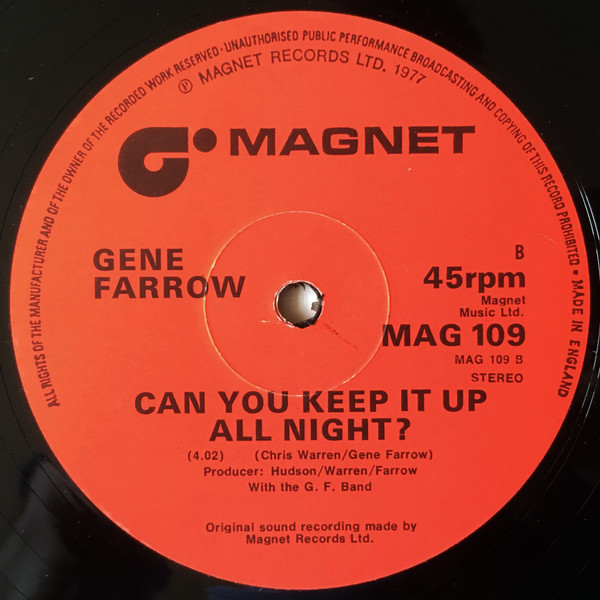 ALL RIGHTS OF THE MANUFACTURER AND OF THE OWNER OF THE RECORDED WORK RESERVED · UNAUTHORISED PUBLIC PERFORMANCE BROADCASTING AND COPYING OF THIS RECORD PROHIBITED • MADE IN ENGLAND
℗ MAGNET RECORDS LTD. 1977
MAGNET
GENE
FARROW
B
45rpm
Magnet
Music Ltd.
MAG 109
MAG 109 B
STEREO
CAN YOU KEEP IT UP
ALL NIGHT?
(4.02) (Chris Warren/Gene Farrow)
Producer: Hudson/Warren/Farrow
With the G. F. Band
Original sound recording made by
Magnet Records Ltd.